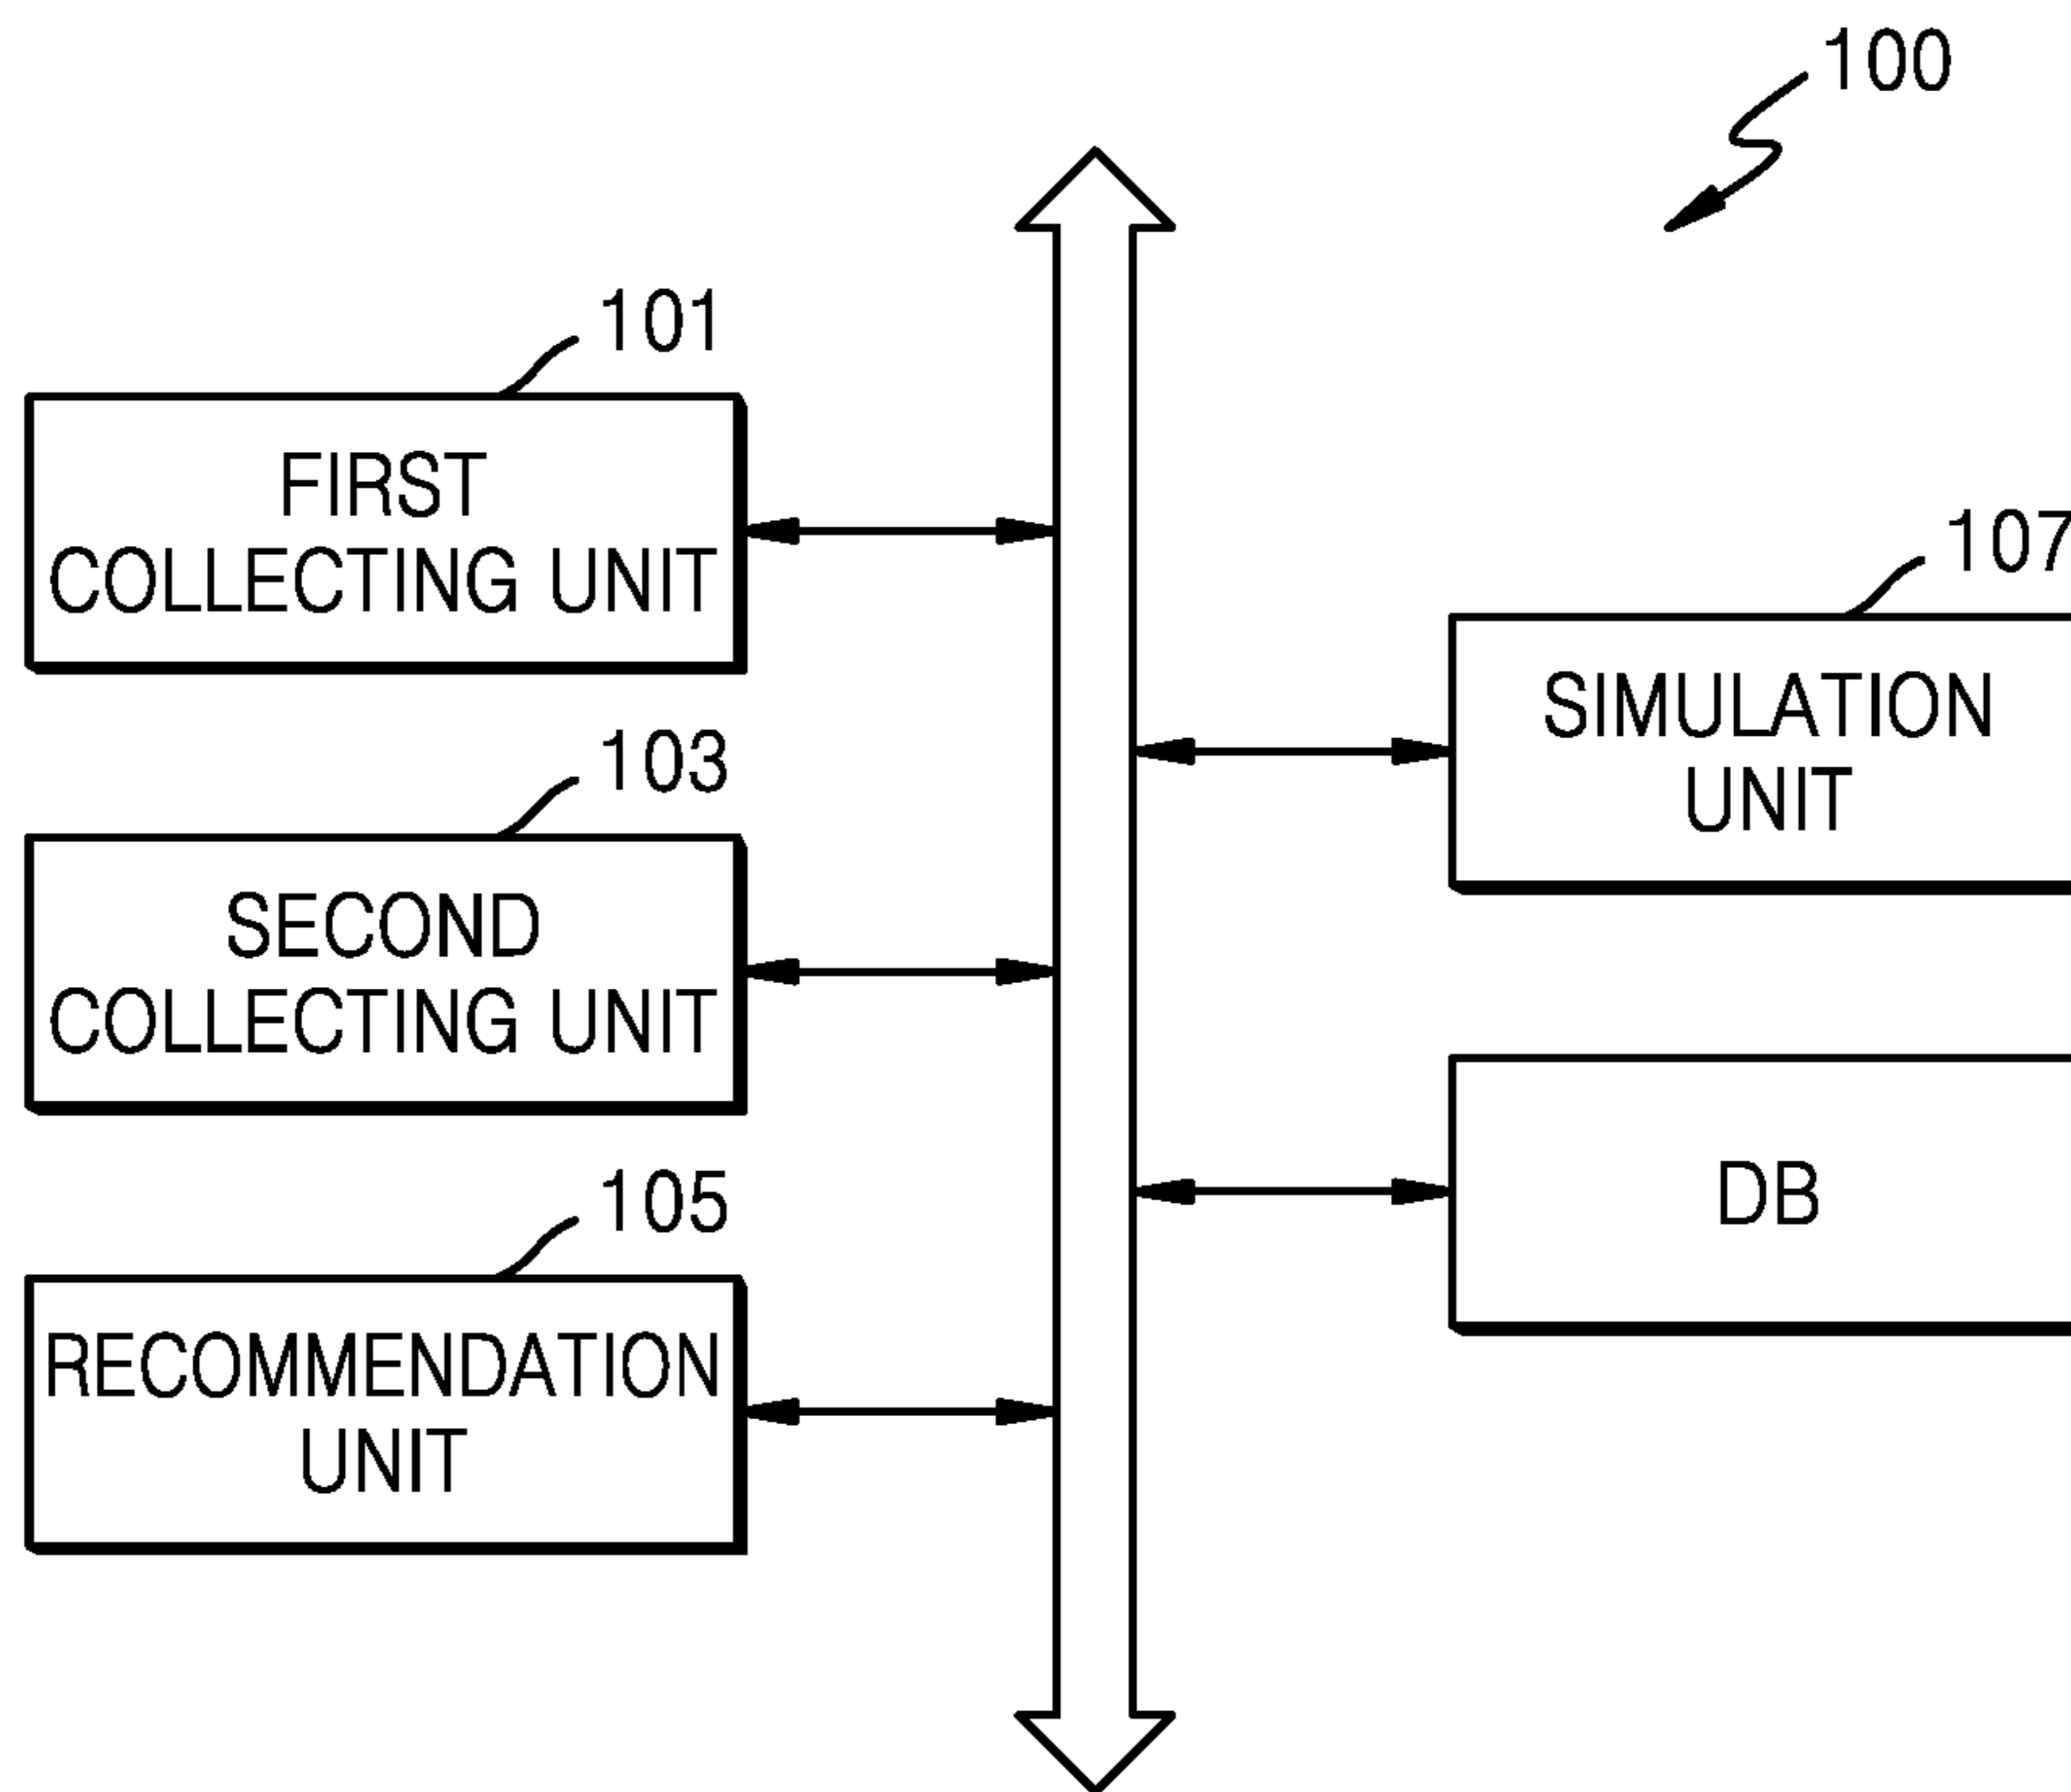 100
101
FIRST
COLLECTING UNIT
103
SECOND
COLLECTING UNIT
105
RECOMMENDATION
UNIT
107
SIMULATION
UNIT
DB